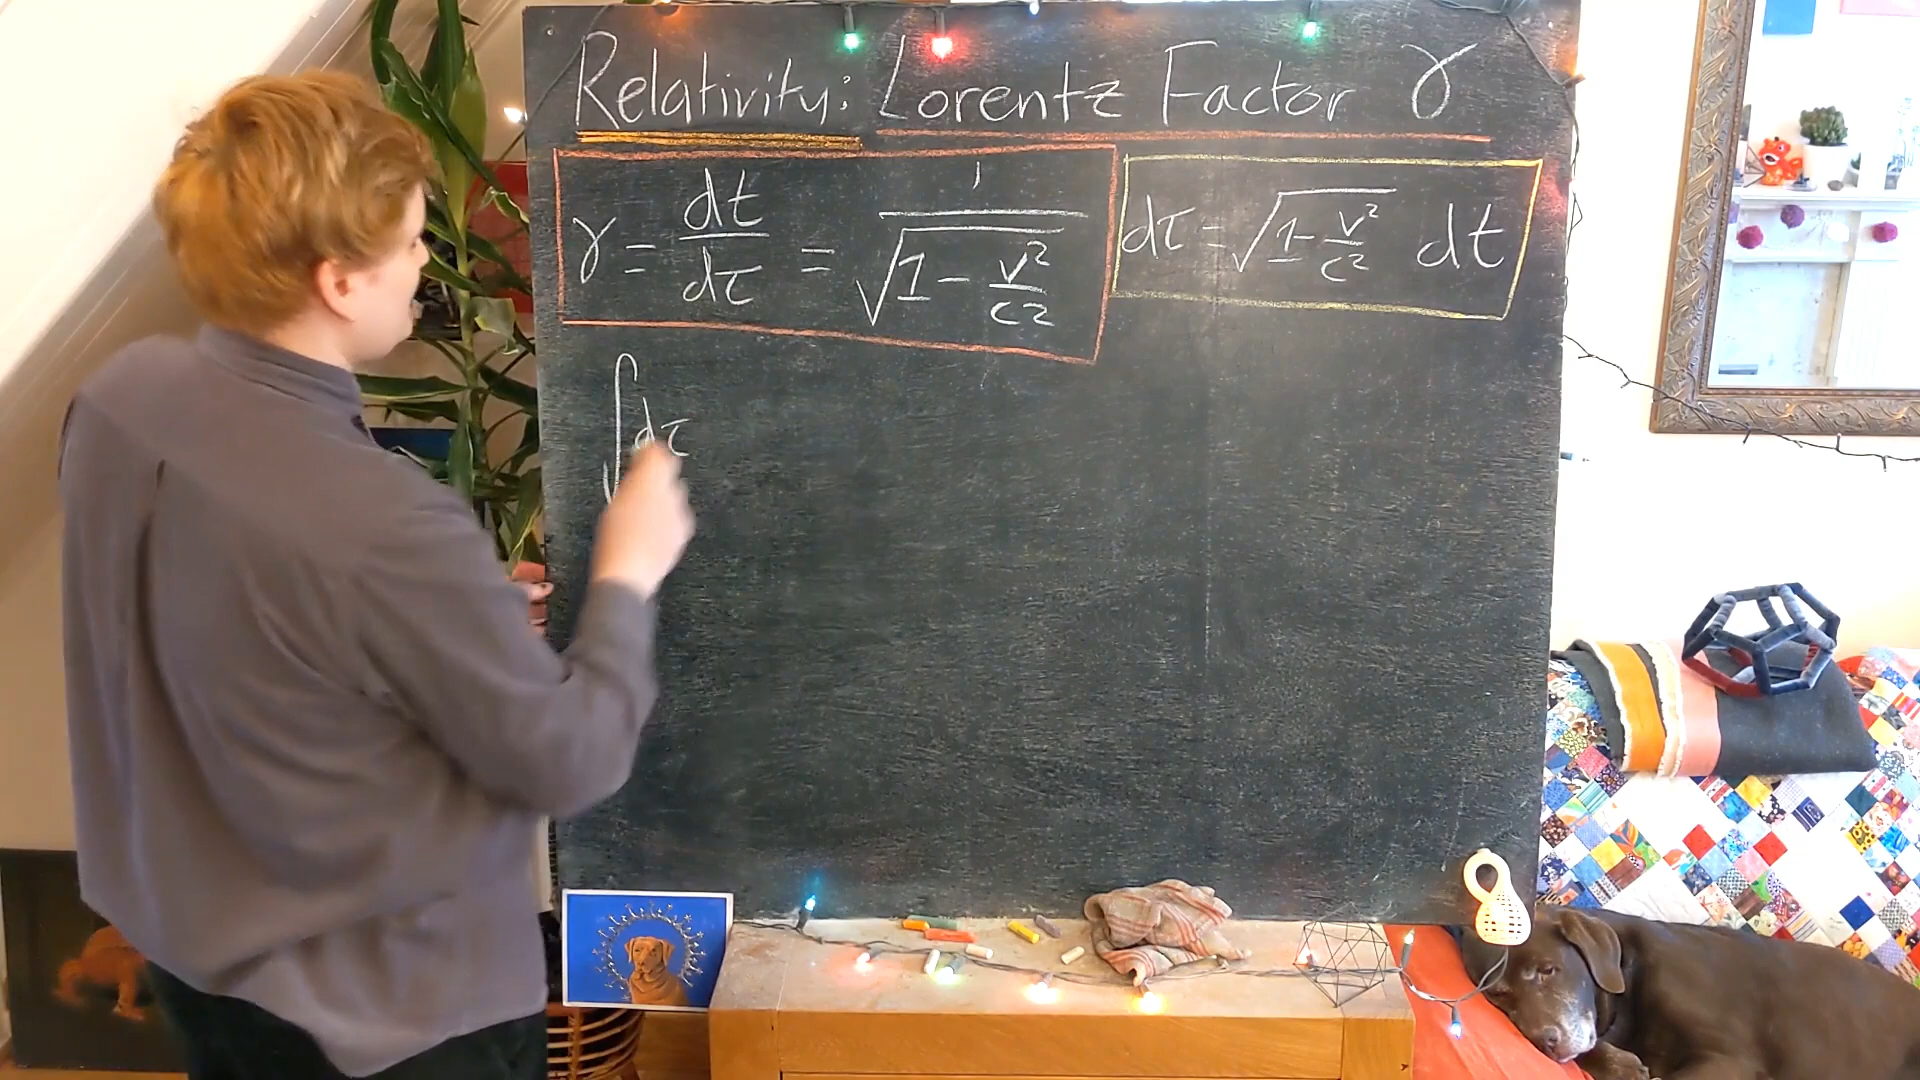 Relativity: Lorentz Factor γ
γ = dt/dτ = 1/√(1 - v²/c²)
dτ = √(1 - v²/c²) dt
∫dτ